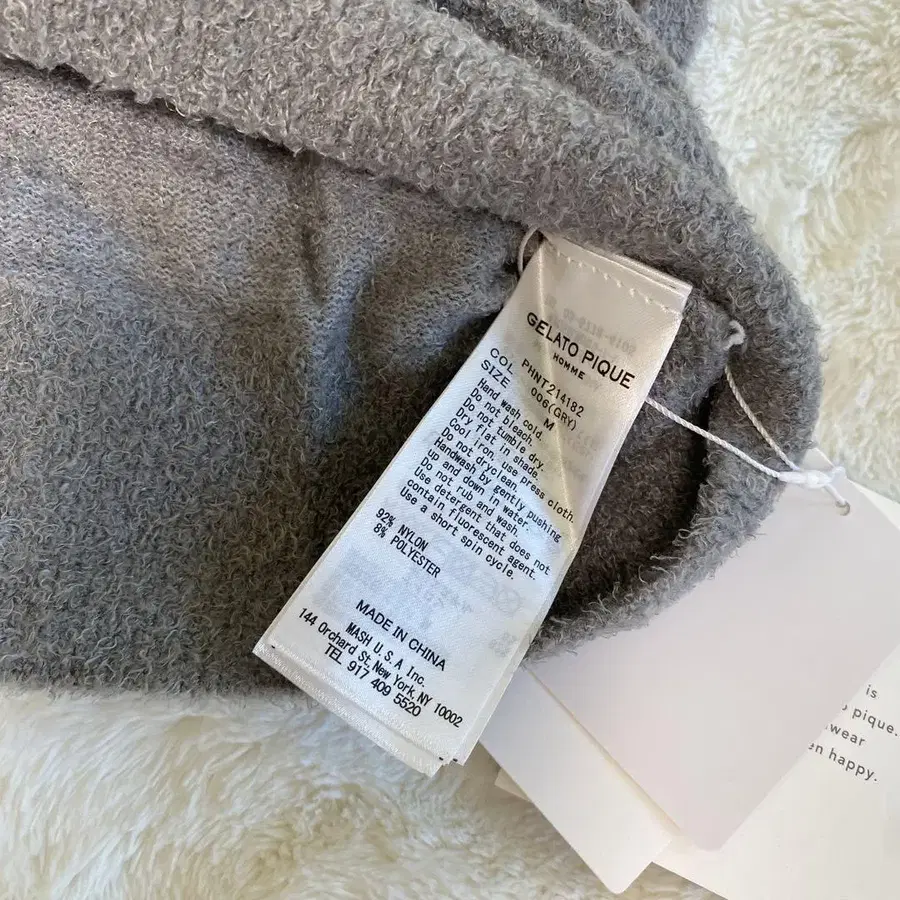 GELATO PIQUE
HOMME
PHNT214182
COL 006(GRY)
SIZE M
Hand wash cold.
Do not bleach.
Do not tumble dry.
Dry flat in shade.
Cool iron, use press cloth.
Do not dryclean.
Handwash by gently pushing
up and down in water.
Do not rub and wash.
Use detergent that does not
contain fluorescent agent.
Use a short spin cycle.
92% NYLON
8% POLYESTER
MADE IN CHINA
MASH U.S.A Inc.
144 Orchard St, New York, NY 10002
TEL 917 409 5520
is
pique.
wear
en happy.